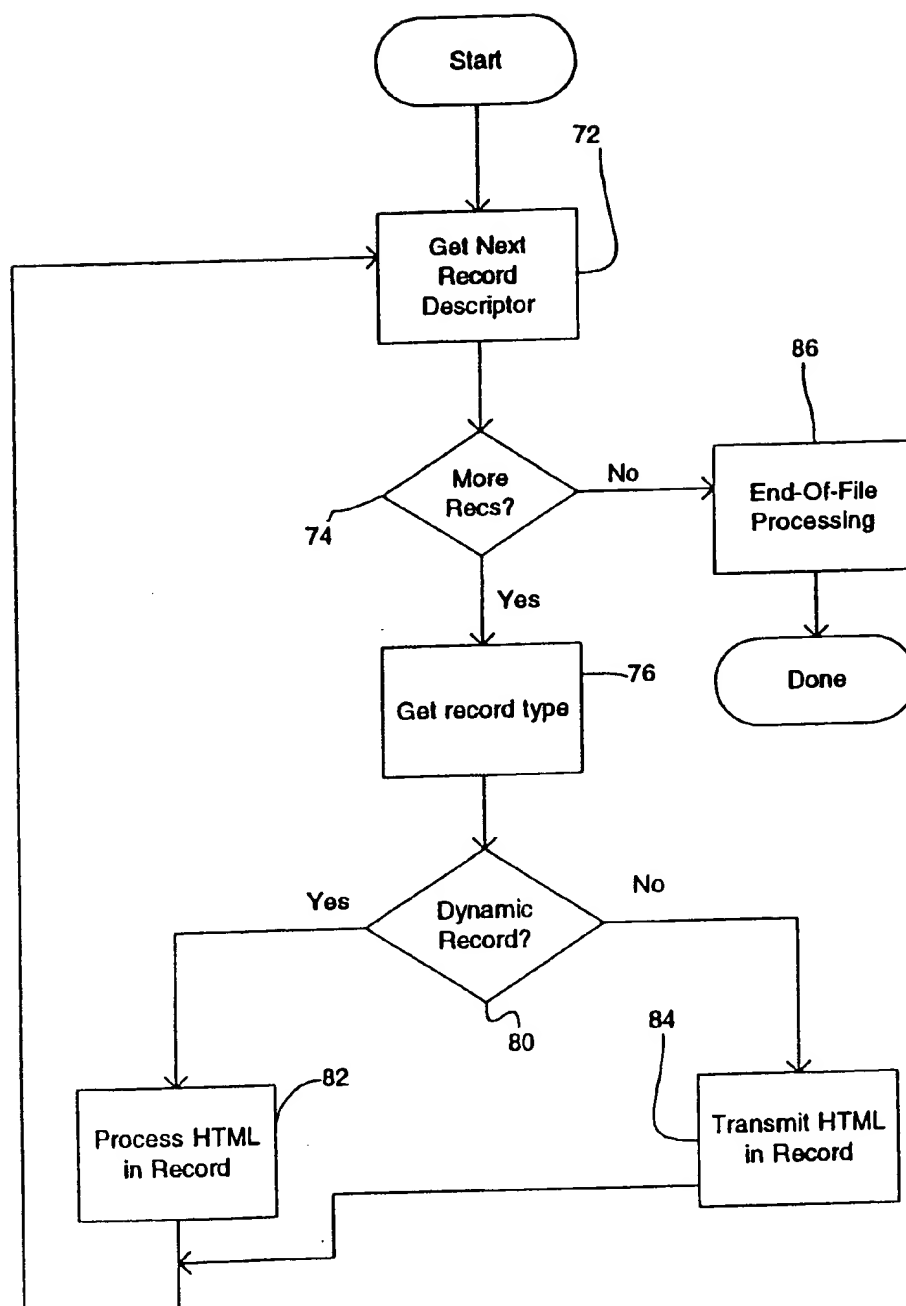 Start
72
Get Next
Record
Descriptor
86
More
Recs?
No
End-Of-File
Processing
74
Yes
76
Get record type
Done
Yes
No
Dynamic
Record?
80
84
82
Process HTML
in Record
Transmit HTML
in Record